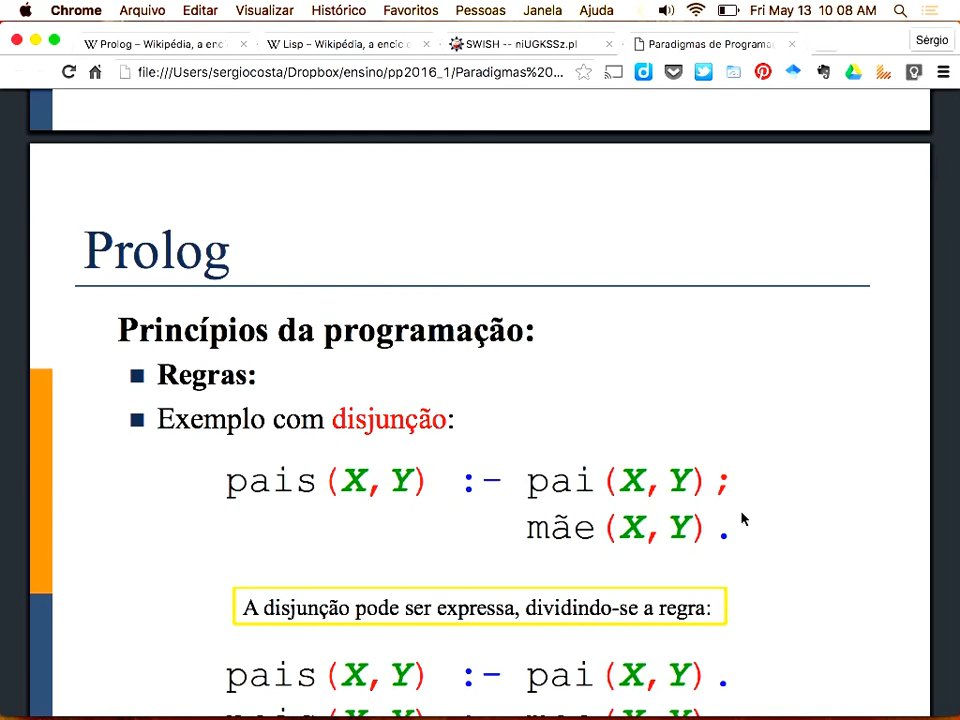 Chrome Arquivo Editar Visualizar Histórico Favoritos Pessoas Janela Ajuda Fri May 13 10 08 AM
Prolog – Wikipédia, a enc Lisp – Wikipédia, a encic SWISH -- niUGKSSz.pl Paradigmas de Programa Sérgio
file:///Users/sergiocosta/Dropbox/ensino/pp2016_1/Paradigmas%20...
Prolog
Princípios da programação:
Regras:
Exemplo com disjunção:
pais(X,Y) :- pai(X,Y);
mãe(X,Y).
A disjunção pode ser expressa, dividindo-se a regra:
pais(X,Y) :- pai(X,Y).